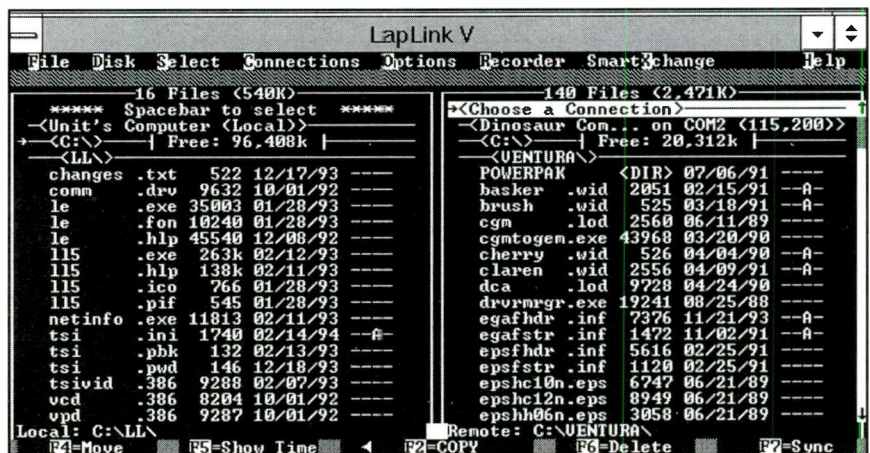 LapLink V
File Disk Select Connections Options Recorder SmartXchange Help
16 Files (540K)
***** Spacebar to select *****
<Unit's Computer (Local)>
→<C:\> Free: 96,408k
<LL\>
changes .txt 522 12/17/93 ----
comm .drv 9632 10/01/92 ----
le .exe 35003 01/28/93 ----
le .fon 10240 01/28/93 ----
le .hlp 45540 12/08/92 ----
ll5 .exe 263k 02/12/93 ----
ll5 .hlp 138k 02/11/93 ----
ll5 .ico 766 01/28/93 ----
ll5 .pif 545 01/28/93 ----
netinfo .exe 11813 02/11/93 ----
tsi .ini 1740 02/14/94 --A-
tsi .pbk 132 02/13/93 ----
tsi .pwd 146 12/18/93 ----
tsivid .386 9288 02/07/93 ----
vcd .386 8204 10/01/92 ----
vpd .386 9287 10/01/92 ----
Local: C:\LL\
140 Files (2,471K)
→<Choose a Connection>
<Dinosaur Com... on COM2 (115,200)>
<C:\> Free: 20,312k
<VENTURA\>
POWERPAK <DIR> 07/06/91 ----
basker .wid 2051 02/15/91 --A-
brush .wid 525 03/18/91 --A-
cgm .lod 2560 06/11/89 ----
cgmtogem.exe 43968 03/20/90 ----
cherry .wid 526 04/04/90 --A-
claren .wid 2556 04/09/91 --A-
dca .lod 9728 04/24/90 ----
drvrmrgr.exe 19241 08/25/88 ----
egafhdr .inf 7376 11/21/93 --A-
egafstr .inf 1472 11/02/91 --A-
epsfhdr .inf 5616 02/25/91 ----
epsfstr .inf 1120 02/25/91 ----
epshc10n.eps 6747 06/21/89 ----
epshc12n.eps 8949 06/21/89 ----
epshh06n.eps 3058 06/21/89 ----
Remote: C:\VENTURA\
F4=Move F5=Show Time F2=COPY F6=Delete F7=Sync